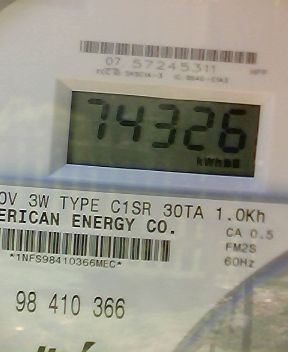 07 57245311
74326
kWh
0V 3W TYPE C1SR 30TA 1.0Kh
ERICAN ENERGY CO.
CA 0.5
FM2S
*1NFS98410366MEC*
60Hz
98 410 366